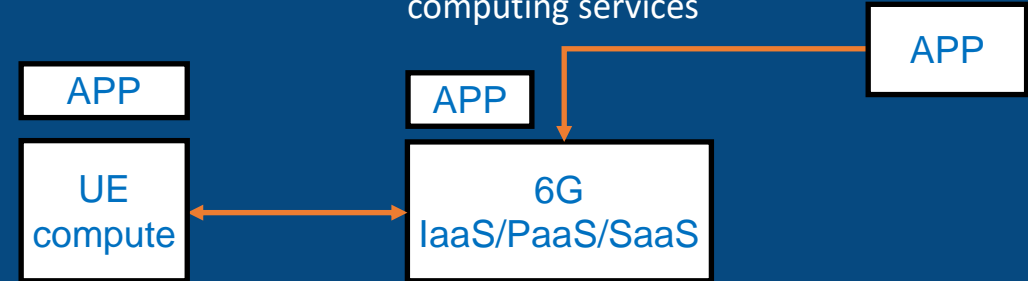 computing services
APP
APP
APP
UE
compute
6G
IaaS/PaaS/SaaS